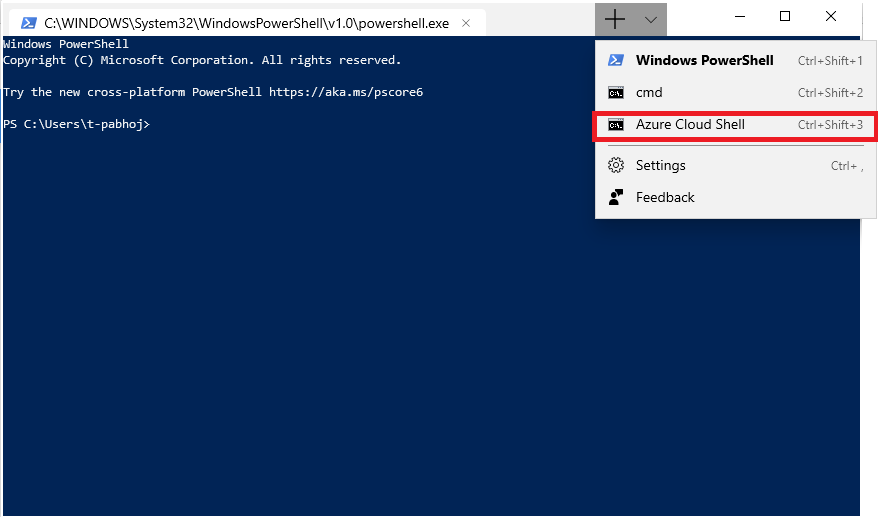 C:\WINDOWS\System32\WindowsPowerShell\v1.0\powershell.exe
Windows PowerShell
Copyright (C) Microsoft Corporation. All rights reserved.
Try the new cross-platform PowerShell https://aka.ms/pscore6
PS C:\Users\t-pabhoj>
Windows PowerShell Ctrl+Shift+1
cmd Ctrl+Shift+2
Azure Cloud Shell Ctrl+Shift+3
Settings Ctrl+ ,
Feedback